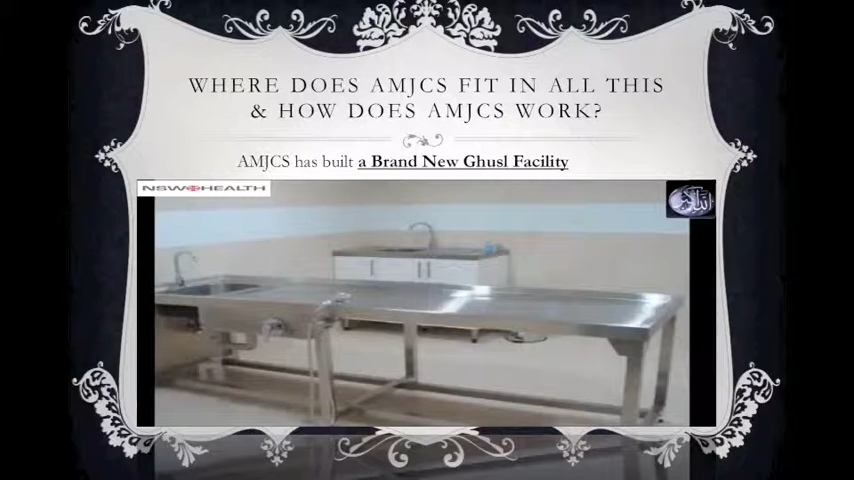 WHERE DOES AMJCS FIT IN ALL THIS
& HOW DOES AMJCS WORK?
AMJCS has built a Brand New Ghusl Facility
NSW HEALTH